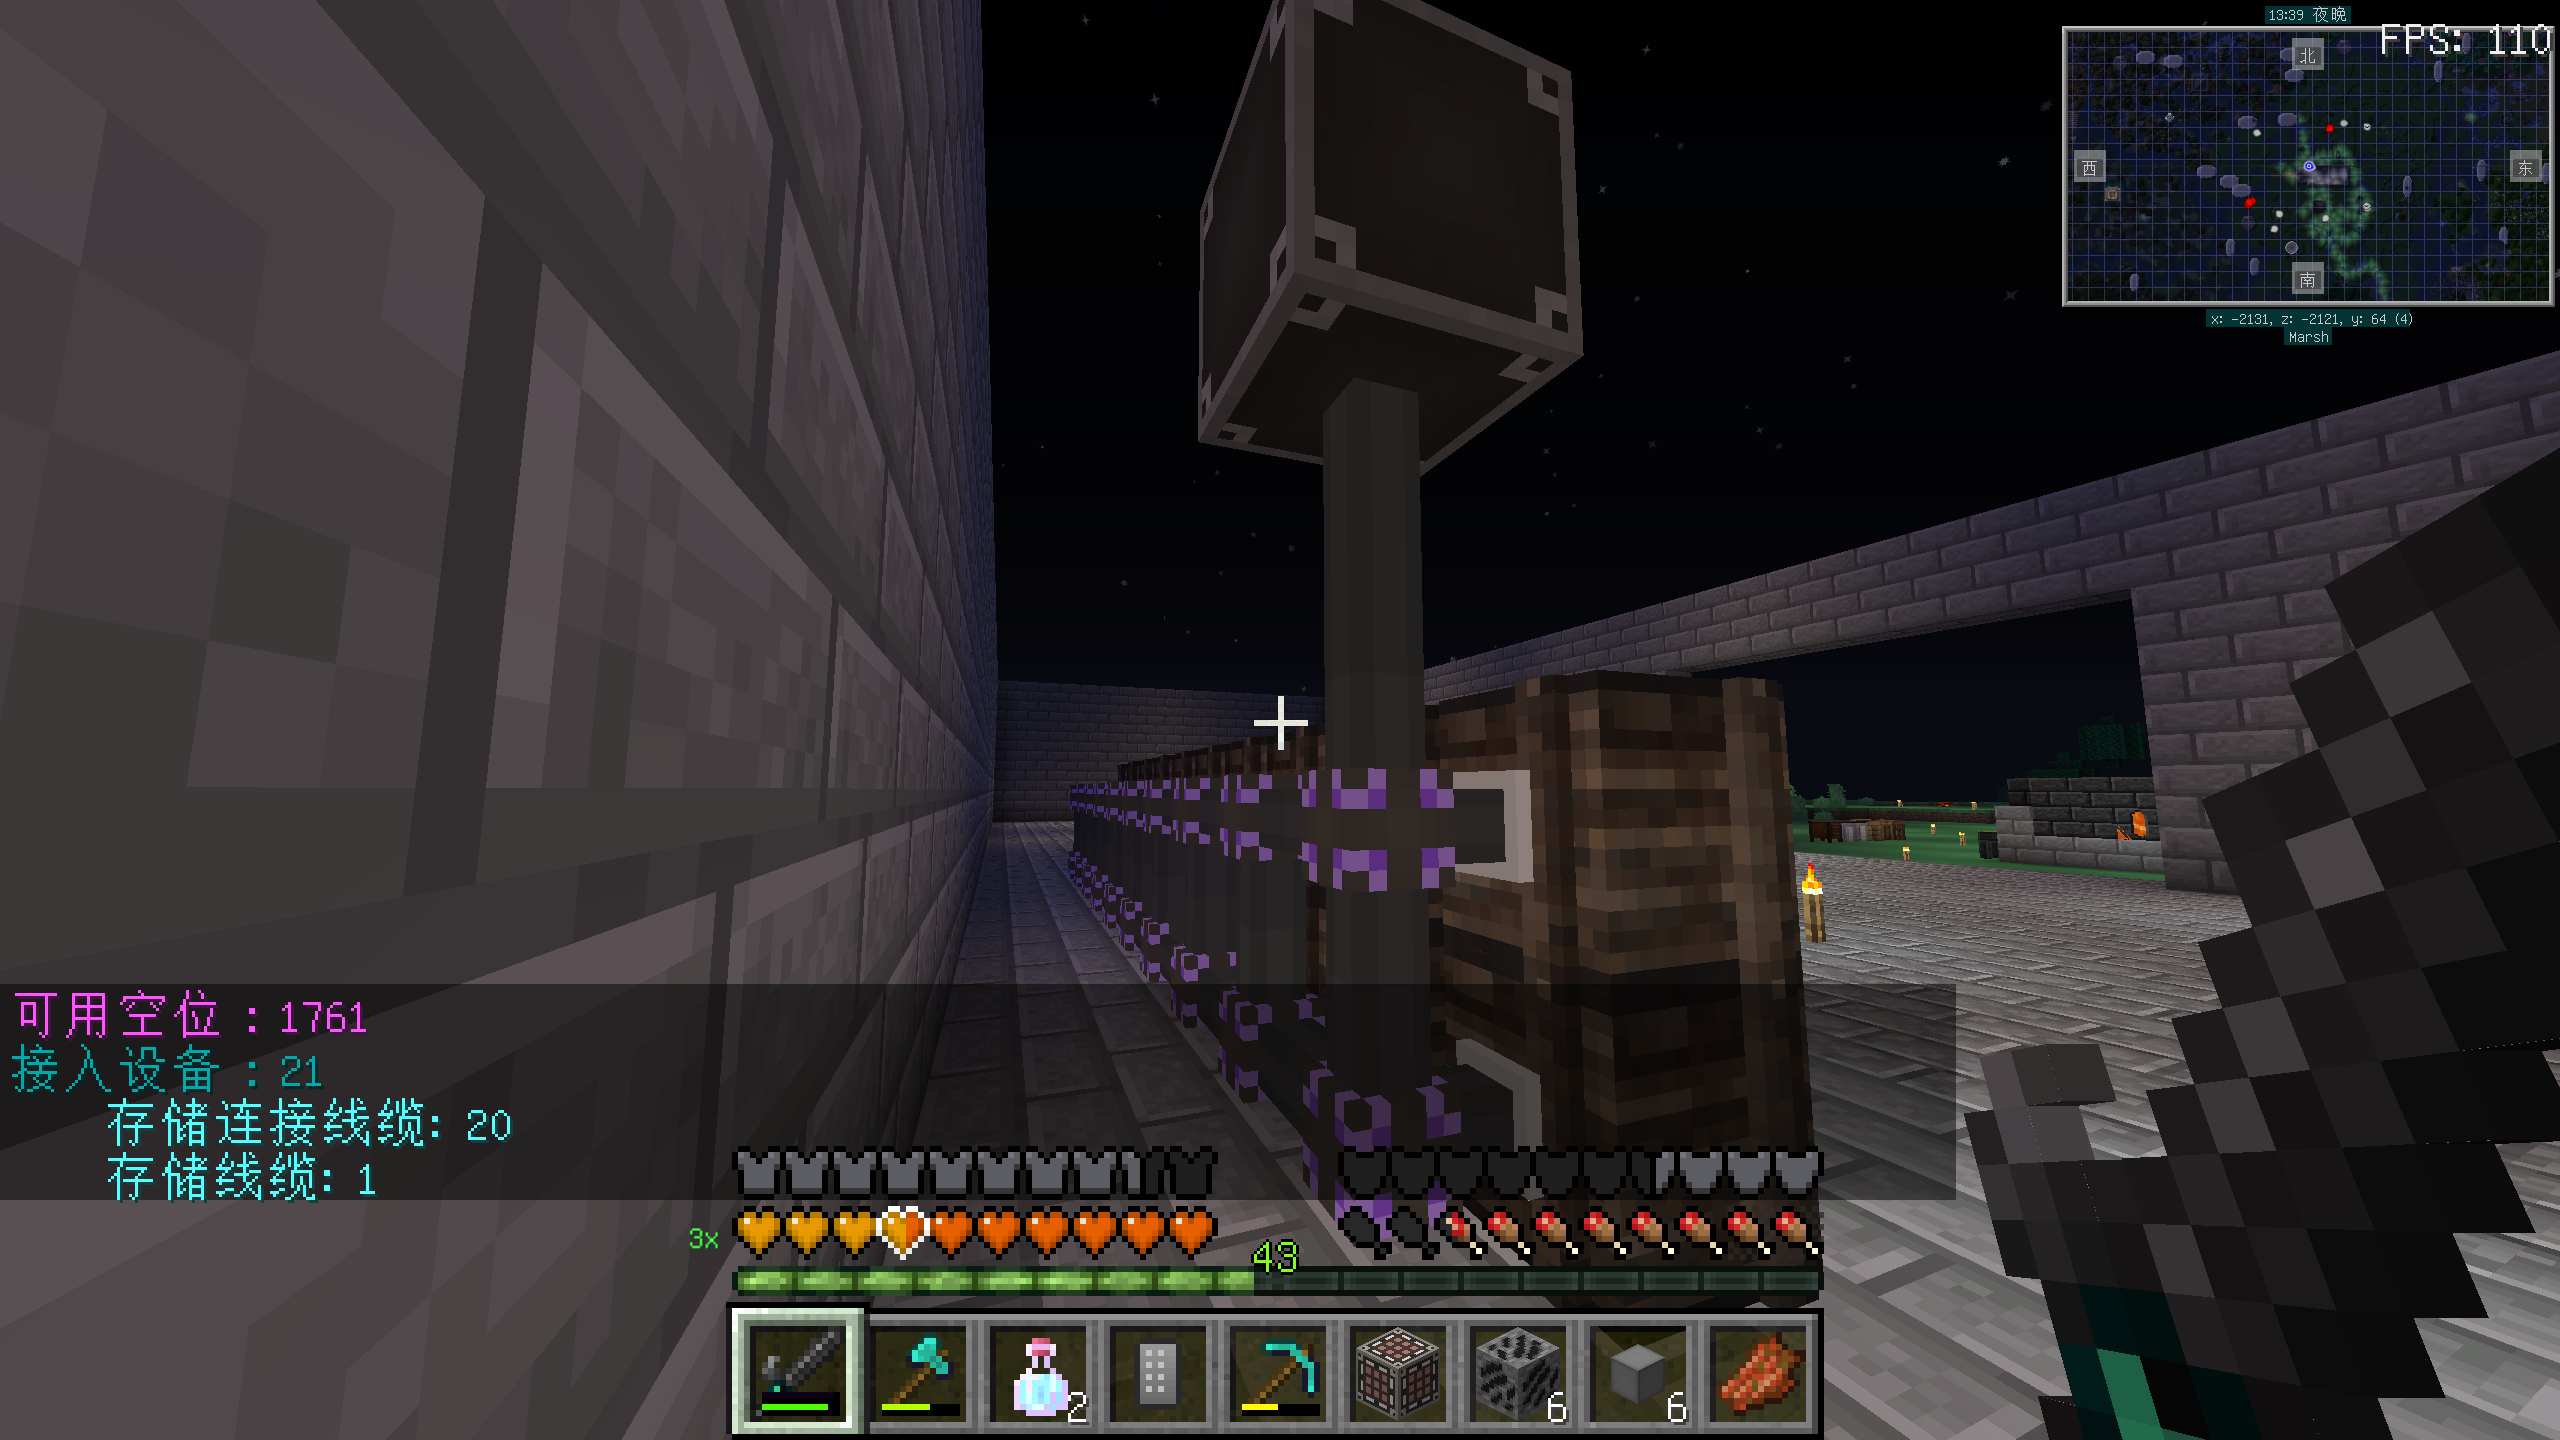 13:39 夜晚
FPS: 110
北
西
东
南
x: -2131, z: -2121, y: 64 (4)
Marsh
可用空位 : 1761
接入设备 : 21
存储连接线缆: 20
存储线缆: 1
3x
43
2
6
6